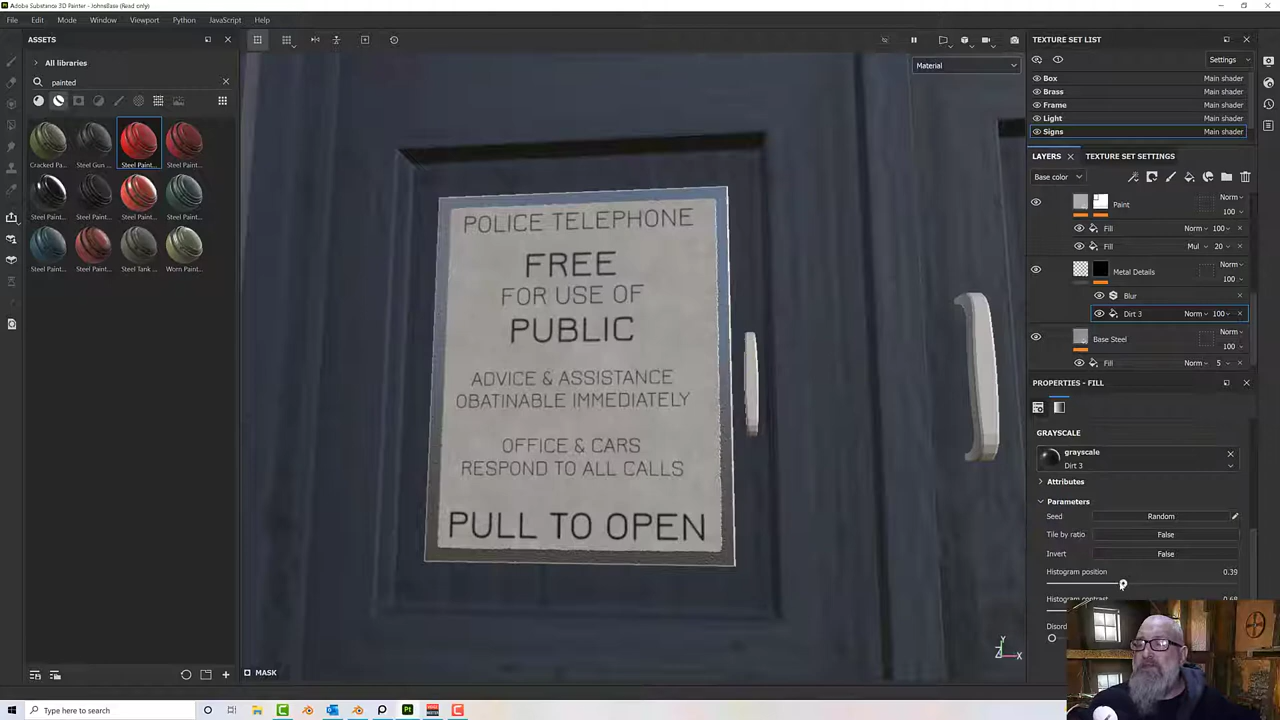 Adobe Substance 3D Painter - JohnsBase (Read only)
File Edit Mode Window Viewport Python JavaScript Help
ASSETS
All libraries
painted
Cracked Pa... Steel Gun ... Steel Paint... Steel Paint...
Steel Paint... Steel Paint... Steel Paint... Steel Paint...
Steel Paint... Steel Paint... Steel Tank ... Worn Paint...
Material
POLICE TELEPHONE
FREE
FOR USE OF
PUBLIC
ADVICE & ASSISTANCE
OBATINABLE IMMEDIATELY
OFFICE & CARS
RESPOND TO ALL CALLS
PULL TO OPEN
MASK
Y
Z X
TEXTURE SET LIST
Settings
Box Main shader
Brass Main shader
Frame Main shader
Light Main shader
Signs Main shader
LAYERS TEXTURE SET SETTINGS
Base color
Paint Norm 100
Fill Norm 100
Fill Mul 20
Metal Details Norm 100
Blur
Dirt 3 Norm 100
Base Steel Norm 100
Fill Norm 5
PROPERTIES - FILL
GRAYSCALE
grayscale
Dirt 3
Attributes
Parameters
Seed Random
Tile by ratio False
Invert False
Histogram position 0.39
Type here to search